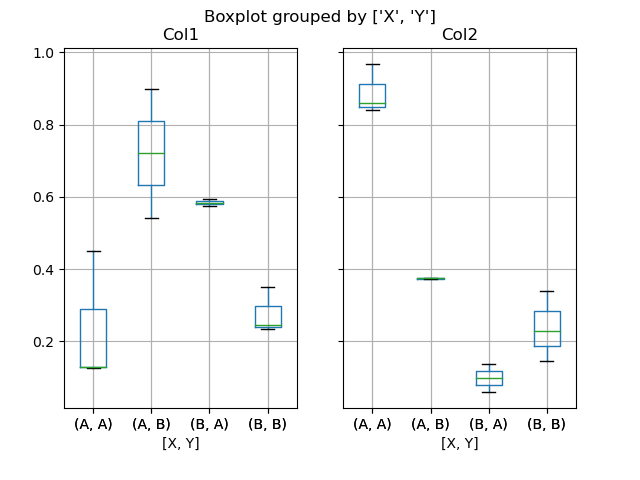 Boxplot grouped by ['X', 'Y']
Col1
Col2
1.0
0.8
0.6
0.4
0.2
(A, A) (A, B) (B, A) (B, B)
[X, Y]
(A, A) (A, B) (B, A) (B, B)
[X, Y]